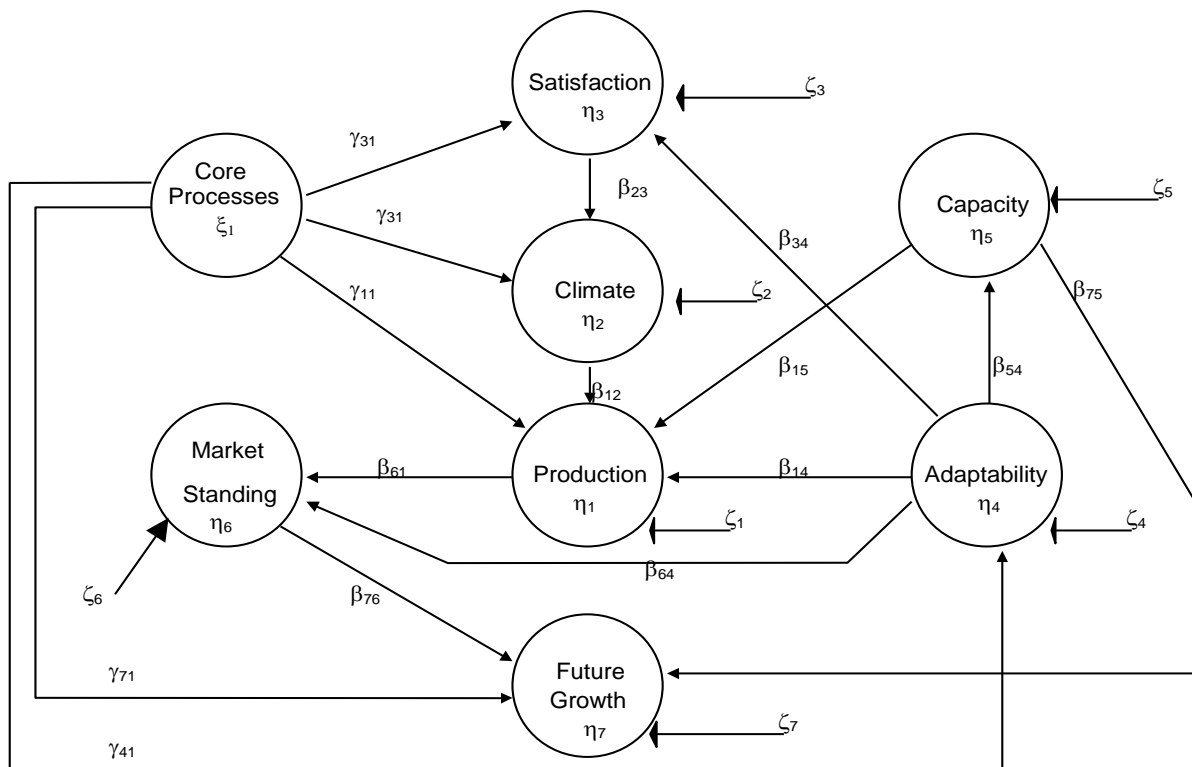 Satisfaction
η3
ζ3
γ31
Core
Processes
ξ1
β23
Capacity
η5
ζ5
γ31
β34
Climate
η2
ζ2
γ11
β75
β15
β54
β12
Market
Standing
η6
β61
Production
η1
β14
Adaptability
η4
ζ1
ζ4
β64
ζ6
β76
Future
Growth
η7
γ71
ζ7
γ41